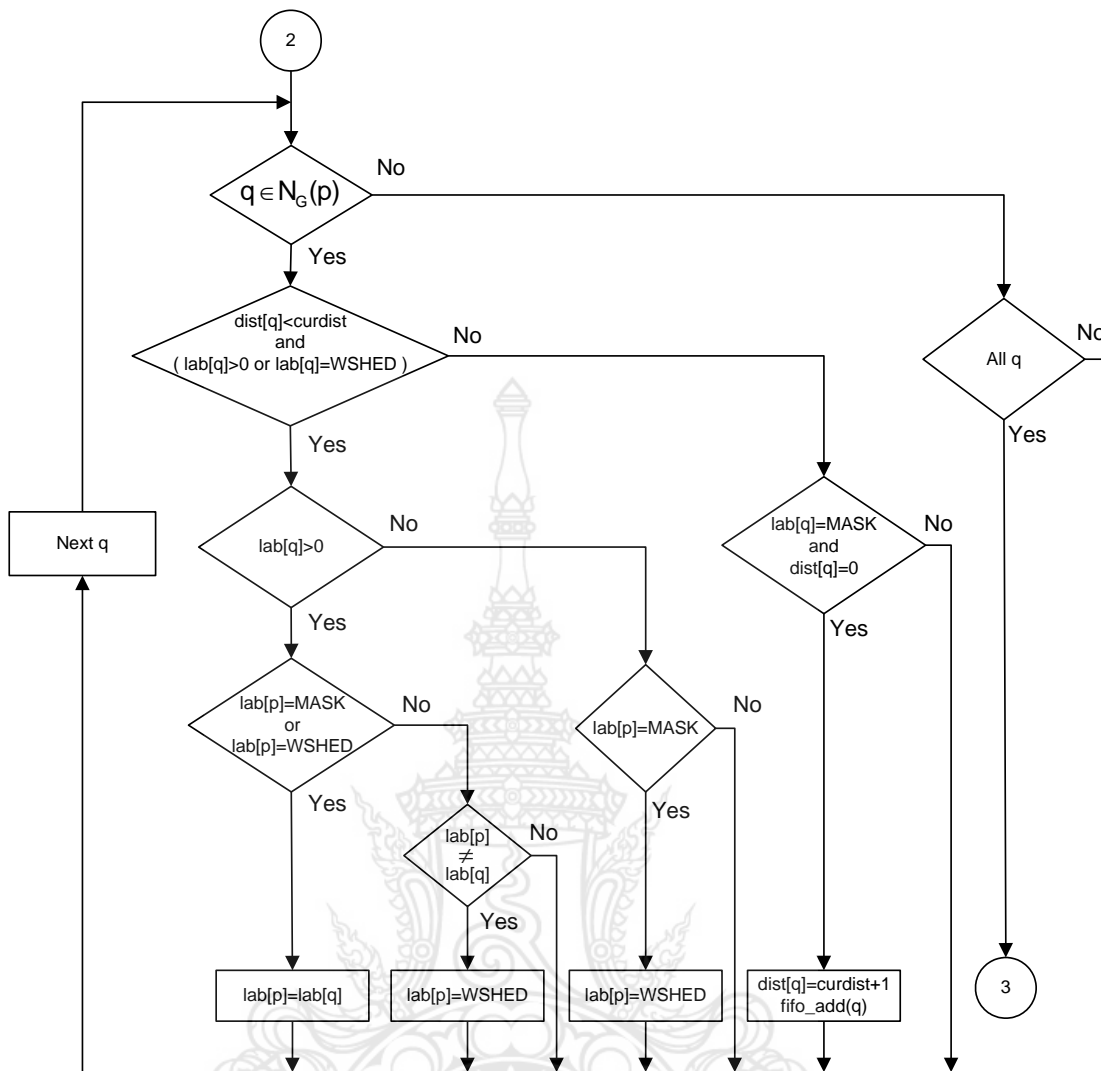 2
No
q ∈ N_G(p)
Yes
dist[q]<curdist
and
( lab[q]>0 or lab[q]=WSHED )
No
No
All q
Yes
Yes
Next q
lab[q]>0
No
lab[q]=MASK
and
dist[q]=0
No
Yes
Yes
lab[p]=MASK
or
lab[p]=WSHED
No
lab[p]=MASK
No
Yes
Yes
lab[p]
≠
lab[q]
No
Yes
lab[p]=lab[q]
lab[p]=WSHED
lab[p]=WSHED
dist[q]=curdist+1
fifo_add(q)
3